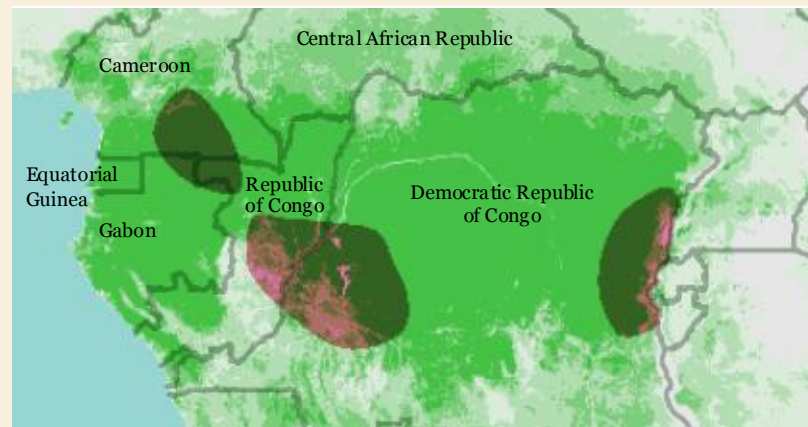 Central African Republic
Cameroon
Equatorial
Guinea
Republic
of Congo
Democratic Republic
of Congo
Gabon